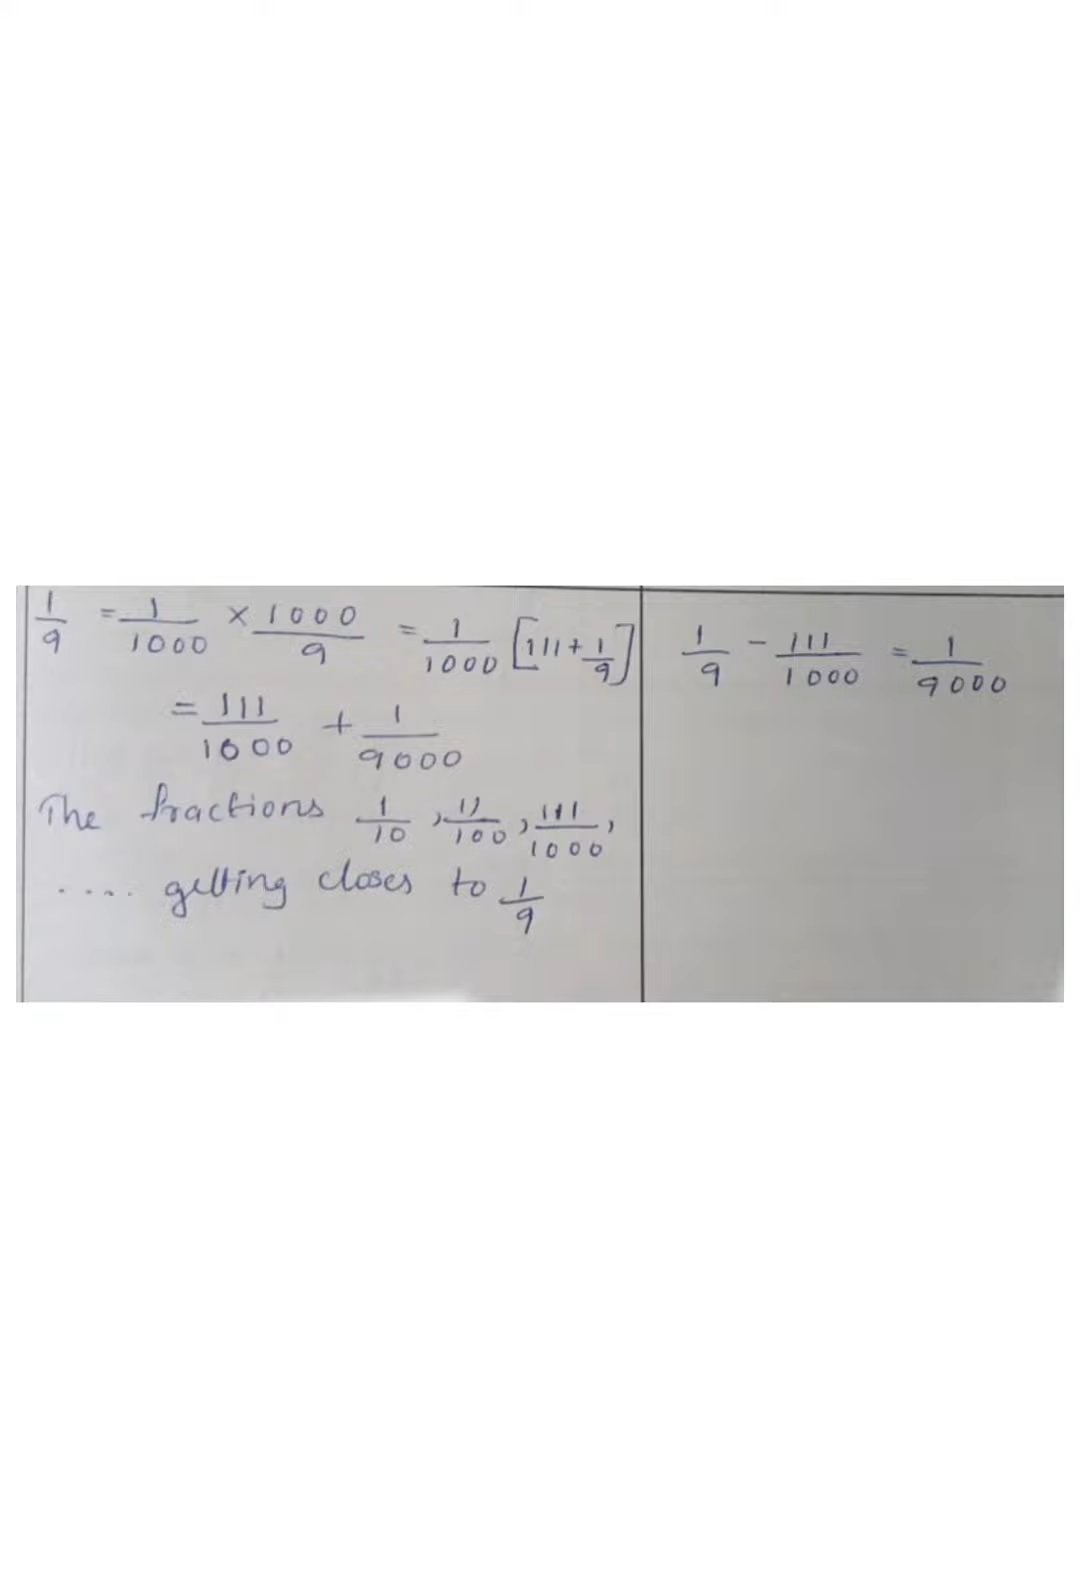 1/9 = 1/1000 × 1000/9 = 1/1000 [111 + 1/9]
= 111/1000 + 1/9000
The fractions 1/10, 11/100, 111/1000,
.... getting closes to 1/9
1/9 - 111/1000 = 1/9000